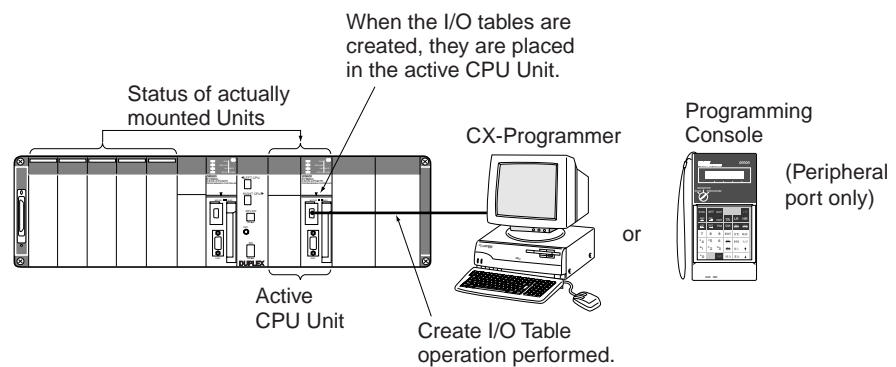 When the I/O tables are
created, they are placed
in the active CPU Unit.
Status of actually
mounted Units
CX-Programmer
Programming
Console
(Peripheral
port only)
or
DUPLEX
Active
CPU Unit
Create I/O Table
operation performed.